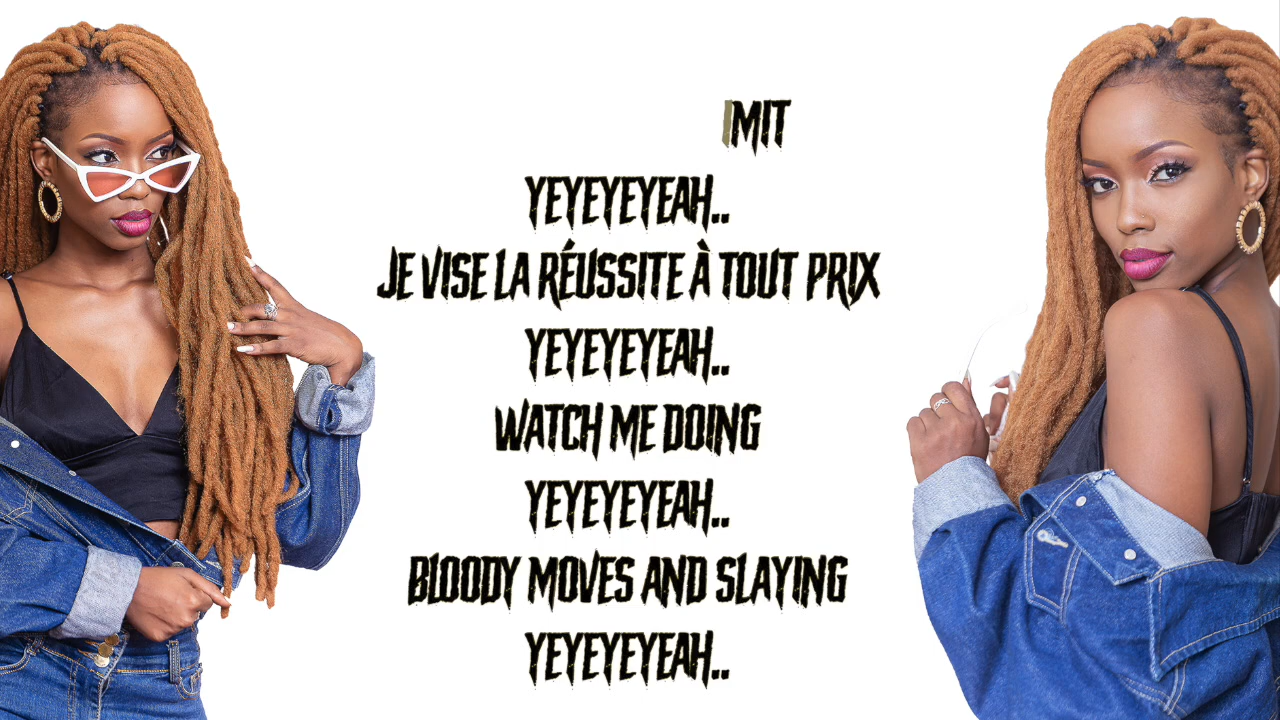 IMIT
YEYEYEYEAH..
JE VISE LA RÉUSSITE À TOUT PRIX
YEYEYEYEAH..
WATCH ME DOING
YEYEYEYEAH..
BLOODY MOVES AND SLAYING
YEYEYEYEAH..